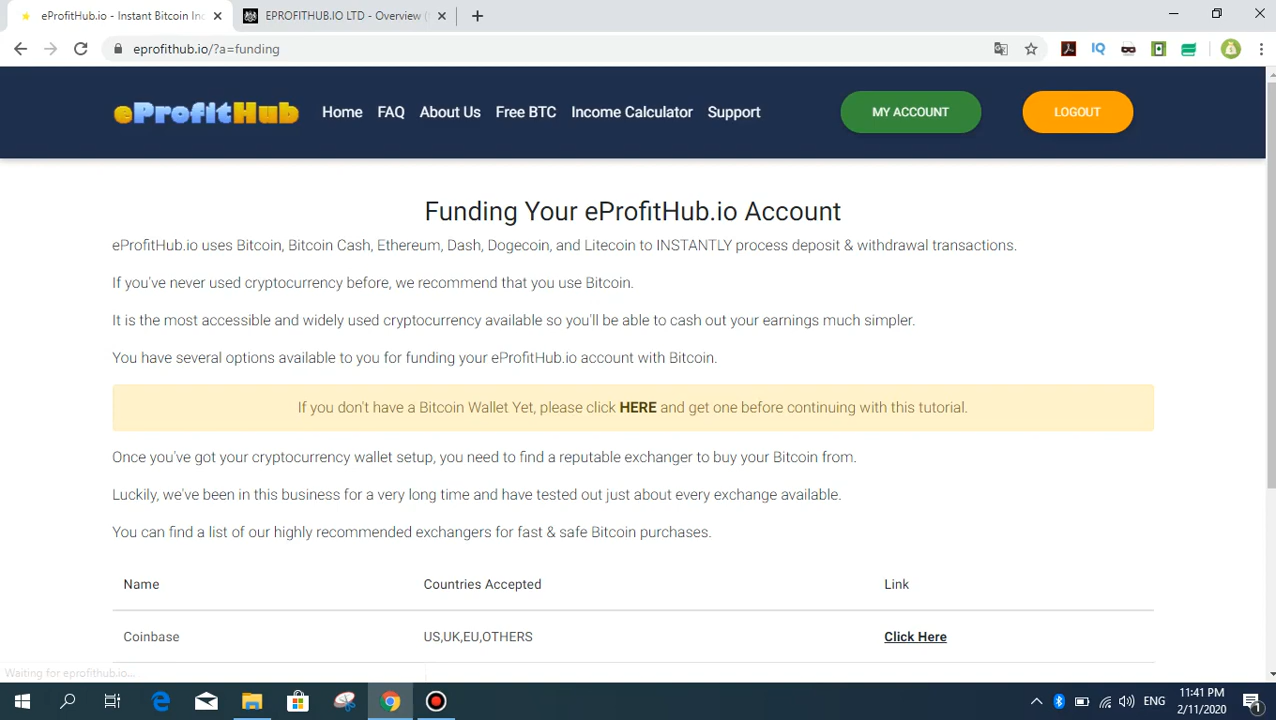 eProfitHub.io - Instant Bitcoin Inc
EPROFITHUB.IO LTD - Overview (
eprofithub.io/?a=funding
IQ
eProfitHub Home FAQ About Us Free BTC Income Calculator Support MY ACCOUNT LOGOUT
Funding Your eProfitHub.io Account
eProfitHub.io uses Bitcoin, Bitcoin Cash, Ethereum, Dash, Dogecoin, and Litecoin to INSTANTLY process deposit & withdrawal transactions.
If you've never used cryptocurrency before, we recommend that you use Bitcoin.
It is the most accessible and widely used cryptocurrency available so you'll be able to cash out your earnings much simpler.
You have several options available to you for funding your eProfitHub.io account with Bitcoin.
If you don't have a Bitcoin Wallet Yet, please click HERE and get one before continuing with this tutorial.
Once you've got your cryptocurrency wallet setup, you need to find a reputable exchanger to buy your Bitcoin from.
Luckily, we've been in this business for a very long time and have tested out just about every exchange available.
You can find a list of our highly recommended exchangers for fast & safe Bitcoin purchases.
Name Countries Accepted Link
Coinbase US,UK,EU,OTHERS Click Here
Waiting for eprofithub.io...
ENG
11:41 PM
2/11/2020
1